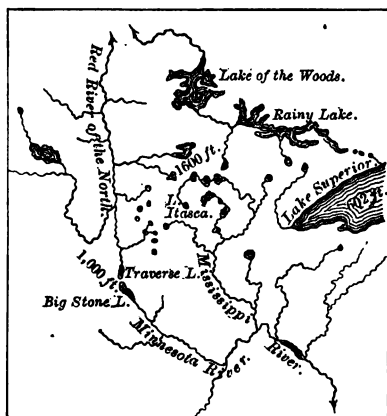 Red River of the North.
Lake of the Woods.
Rainy Lake.
1600 ft.
L.
Itasca.
Lake Superior.
602 ft.
1,000 ft.
Traverse L.
Big Stone L.
Mississippi
River.
Minnesota River.